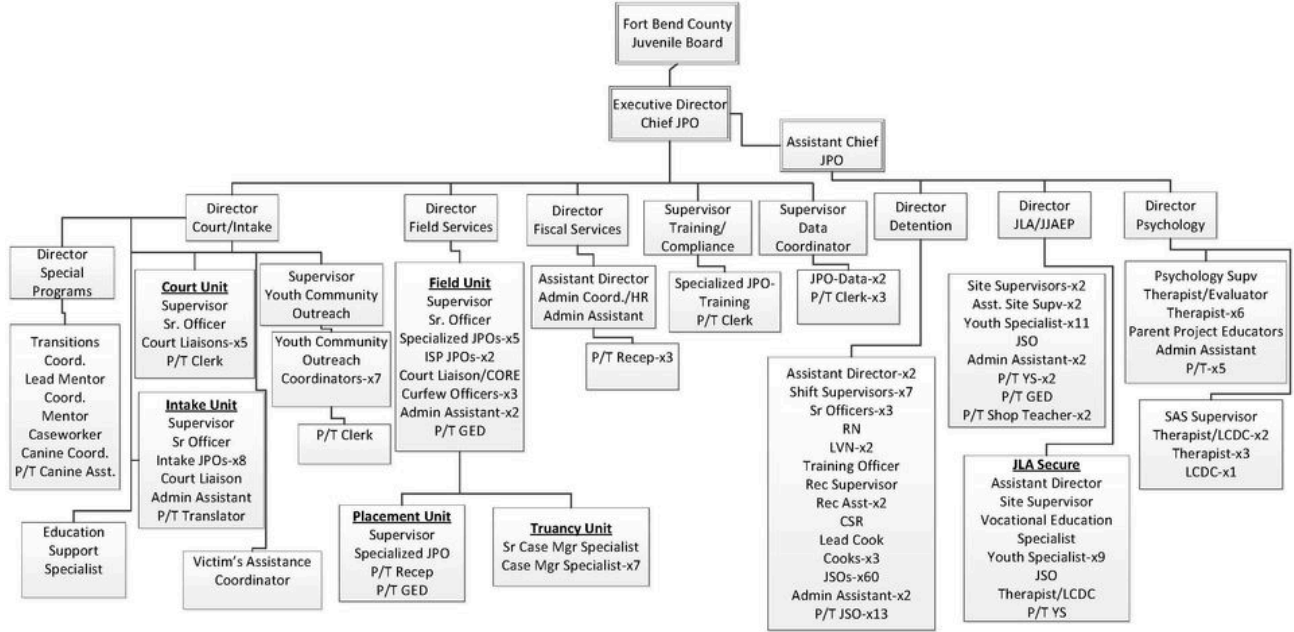 Fort Bend County
Juvenile Board
Executive Director
Chief JPO
Assistant Chief
JPO
Director
Court/Intake
Director
Field Services
Director
Fiscal Services
Supervisor
Training/
Compliance
Supervisor
Data
Coordinator
Director
Detention
Director
JLA/JJAEP
Director
Psychology
Director
Special
Programs
Court Unit
Supervisor
Sr. Officer
Court Liaisons-x5
P/T Clerk
Supervisor
Youth Community
Outreach
Field Unit
Supervisor
Sr. Officer
Specialized JPOs-x5
ISP JPOs-x2
Court Liaison/CORE
Curfew Officers-x3
Admin Assistant-x2
P/T GED
Assistant Director
Admin Coord./HR
Admin Assistant
Specialized JPO-
Training
P/T Clerk
JPO-Data-x2
P/T Clerk-x3
Site Supervisors-x2
Asst. Site Supv-x2
Youth Specialist-x11
JSO
Admin Assistant-x2
P/T YS-x2
P/T GED
P/T Shop Teacher-x2
Psychology Supv
Therapist/Evaluator
Therapist-x6
Parent Project Educators
Admin Assistant
P/T-x5
Transitions
Coord.
Lead Mentor
Coord.
Mentor
Caseworker
Canine Coord.
P/T Canine Asst.
Youth Community
Outreach
Coordinators-x7
P/T Recep-x3
Assistant Director-x2
Shift Supervisors-x7
Sr Officers-x3
RN
LVN-x2
Training Officer
Rec Supervisor
Rec Asst-x2
CSR
Lead Cook
Cooks-x3
JSOs-x60
Admin Assistant-x2
P/T JSO-x13
Intake Unit
Supervisor
Sr Officer
Intake JPOs-x8
Court Liaison
Admin Assistant
P/T Translator
P/T Clerk
SAS Supervisor
Therapist/LCDC-x2
Therapist-x3
LCDC-x1
JLA Secure
Assistant Director
Site Supervisor
Vocational Education
Specialist
Youth Specialist-x9
JSO
Therapist/LCDC
P/T YS
Placement Unit
Supervisor
Specialized JPO
P/T Recep
P/T GED
Truancy Unit
Sr Case Mgr Specialist
Case Mgr Specialist-x7
Education
Support
Specialist
Victim's Assistance
Coordinator